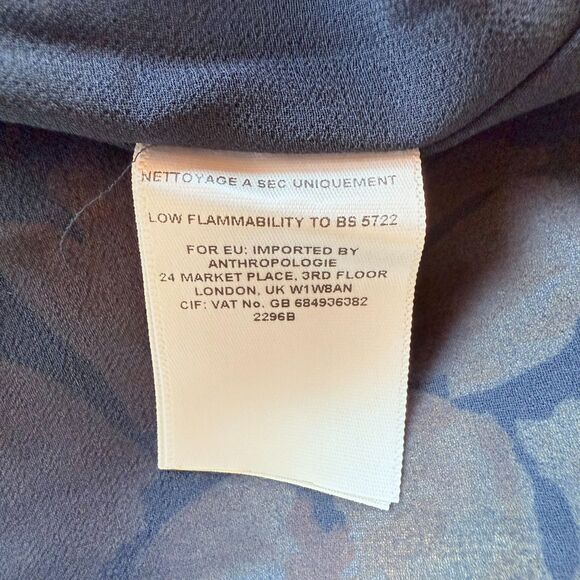 NETTOYAGE A SEC UNIQUEMENT
LOW FLAMMABILITY TO BS 5722
FOR EU: IMPORTED BY
ANTHROPOLOGIE
24 MARKET PLACE, 3RD FLOOR
LONDON, UK W1W8AN
CIF: VAT No. GB 684936382
2296B